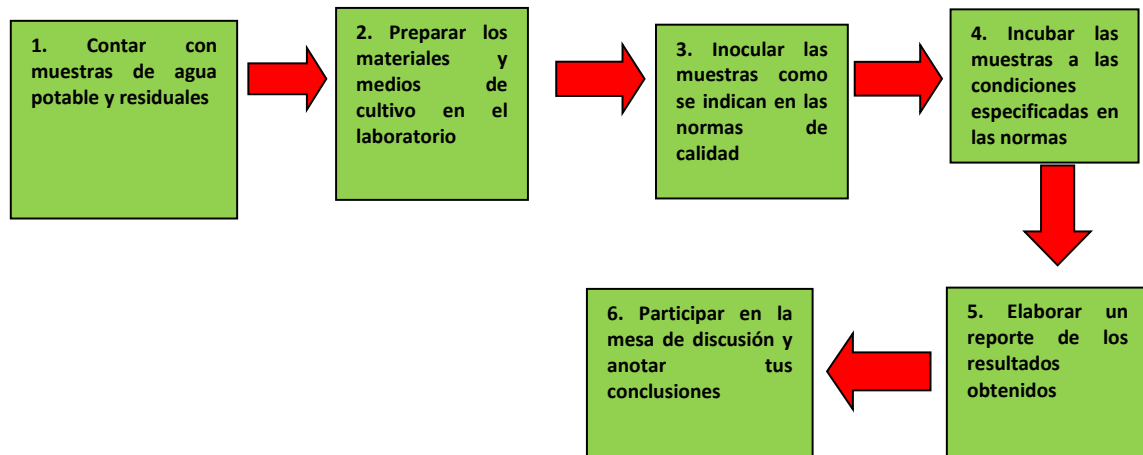 1. Contar con
muestras de agua
potable y residuales
2. Preparar los
materiales y
medios de
cultivo en el
laboratorio
3. Inocular las
muestras como
se indican en las
normas de
calidad
4. Incubar las
muestras a las
condiciones
especificadas en
las normas
5. Elaborar un
reporte de los
resultados
obtenidos
6. Participar en la
mesa de discusión y
anotar tus
conclusiones